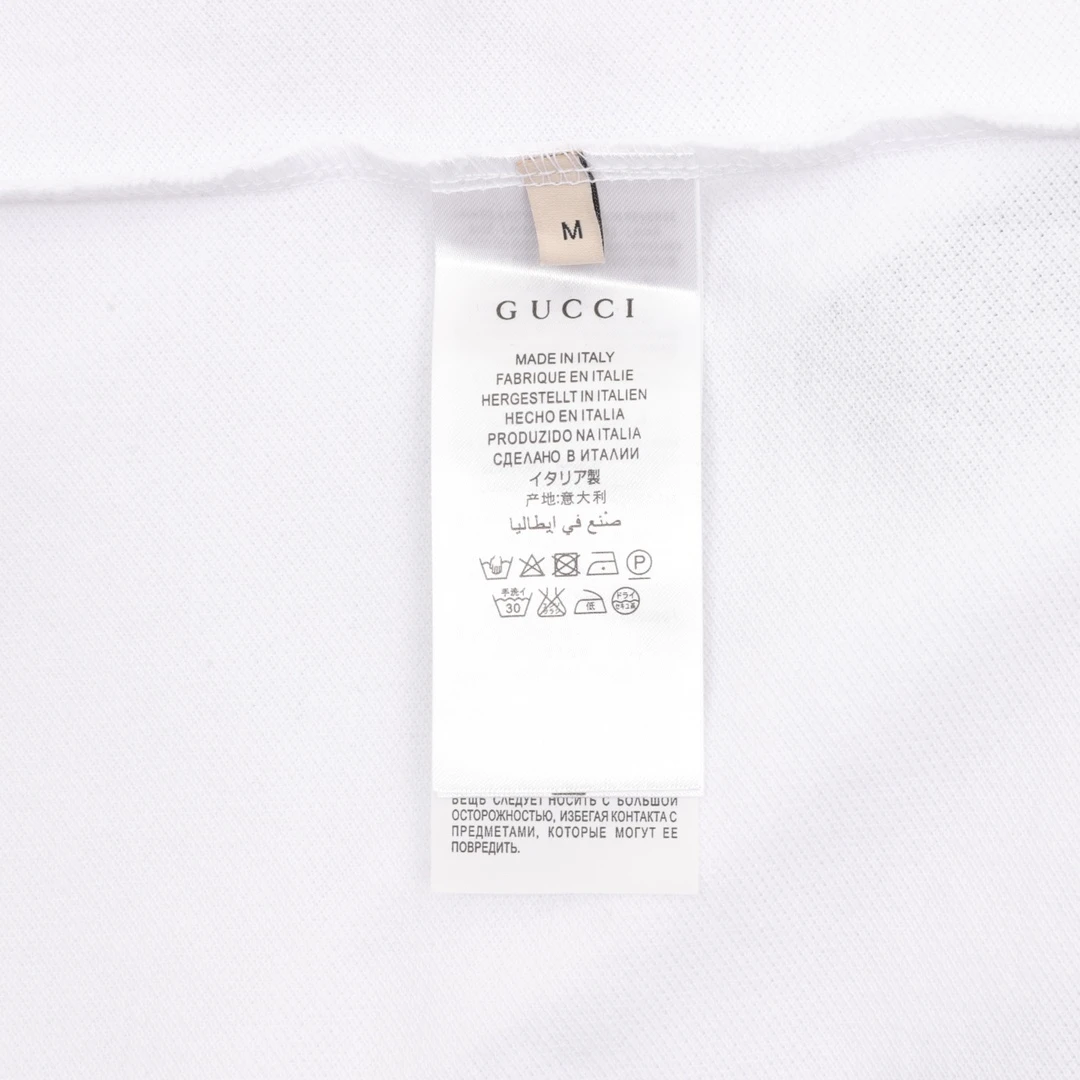 M
GUCCI
MADE IN ITALY
FABRIQUE EN ITALIE
HERGESTELLT IN ITALIEN
HECHO EN ITALIA
PRODUZIDO NA ITALIA
СДЕЛАНО В ИТАЛИИ
イタリア製
产地:意大利
صنع في إيطاليا
P
手洗イ
30
低
ドライ
ВЕЩЬ СЛЕДУЕТ НОСИТЬ С БОЛЬШОЙ
ОСТОРОЖНОСТЬЮ, ИЗБЕГАЯ КОНТАКТА С
ПРЕДМЕТАМИ, КОТОРЫЕ МОГУТ ЕЕ
ПОВРЕДИТЬ.